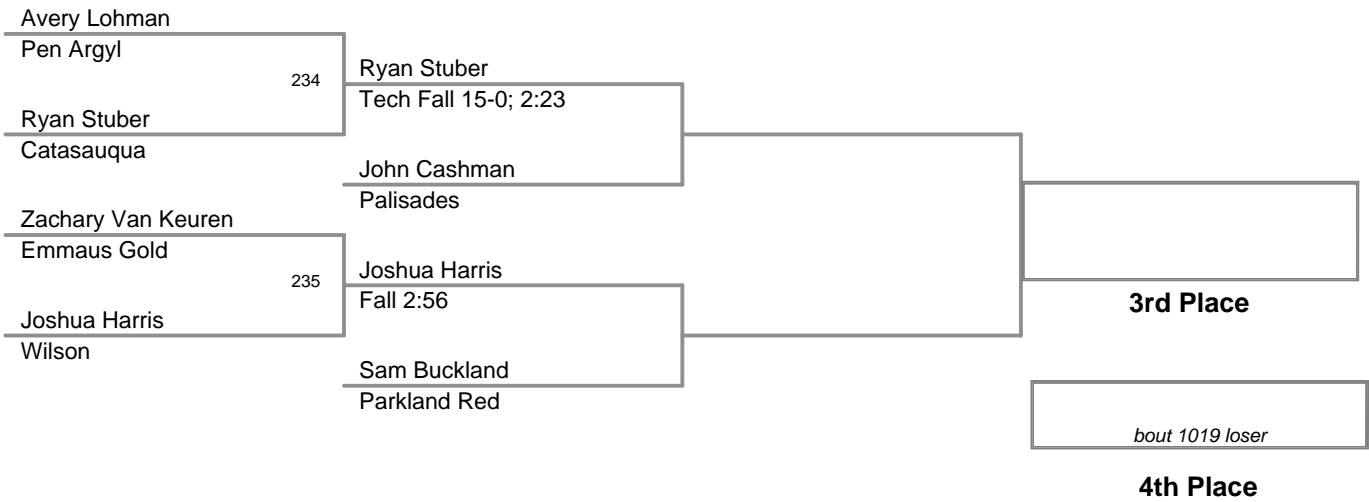 Avery Lohman
Pen Argyl
234
Ryan Stuber
Tech Fall 15-0; 2:23
Ryan Stuber
Catasauqua
John Cashman
Palisades
Zachary Van Keuren
Emmaus Gold
235
Joshua Harris
Fall 2:56
Joshua Harris
Wilson
Sam Buckland
Parkland Red
3rd Place
bout 1019 loser
4th Place